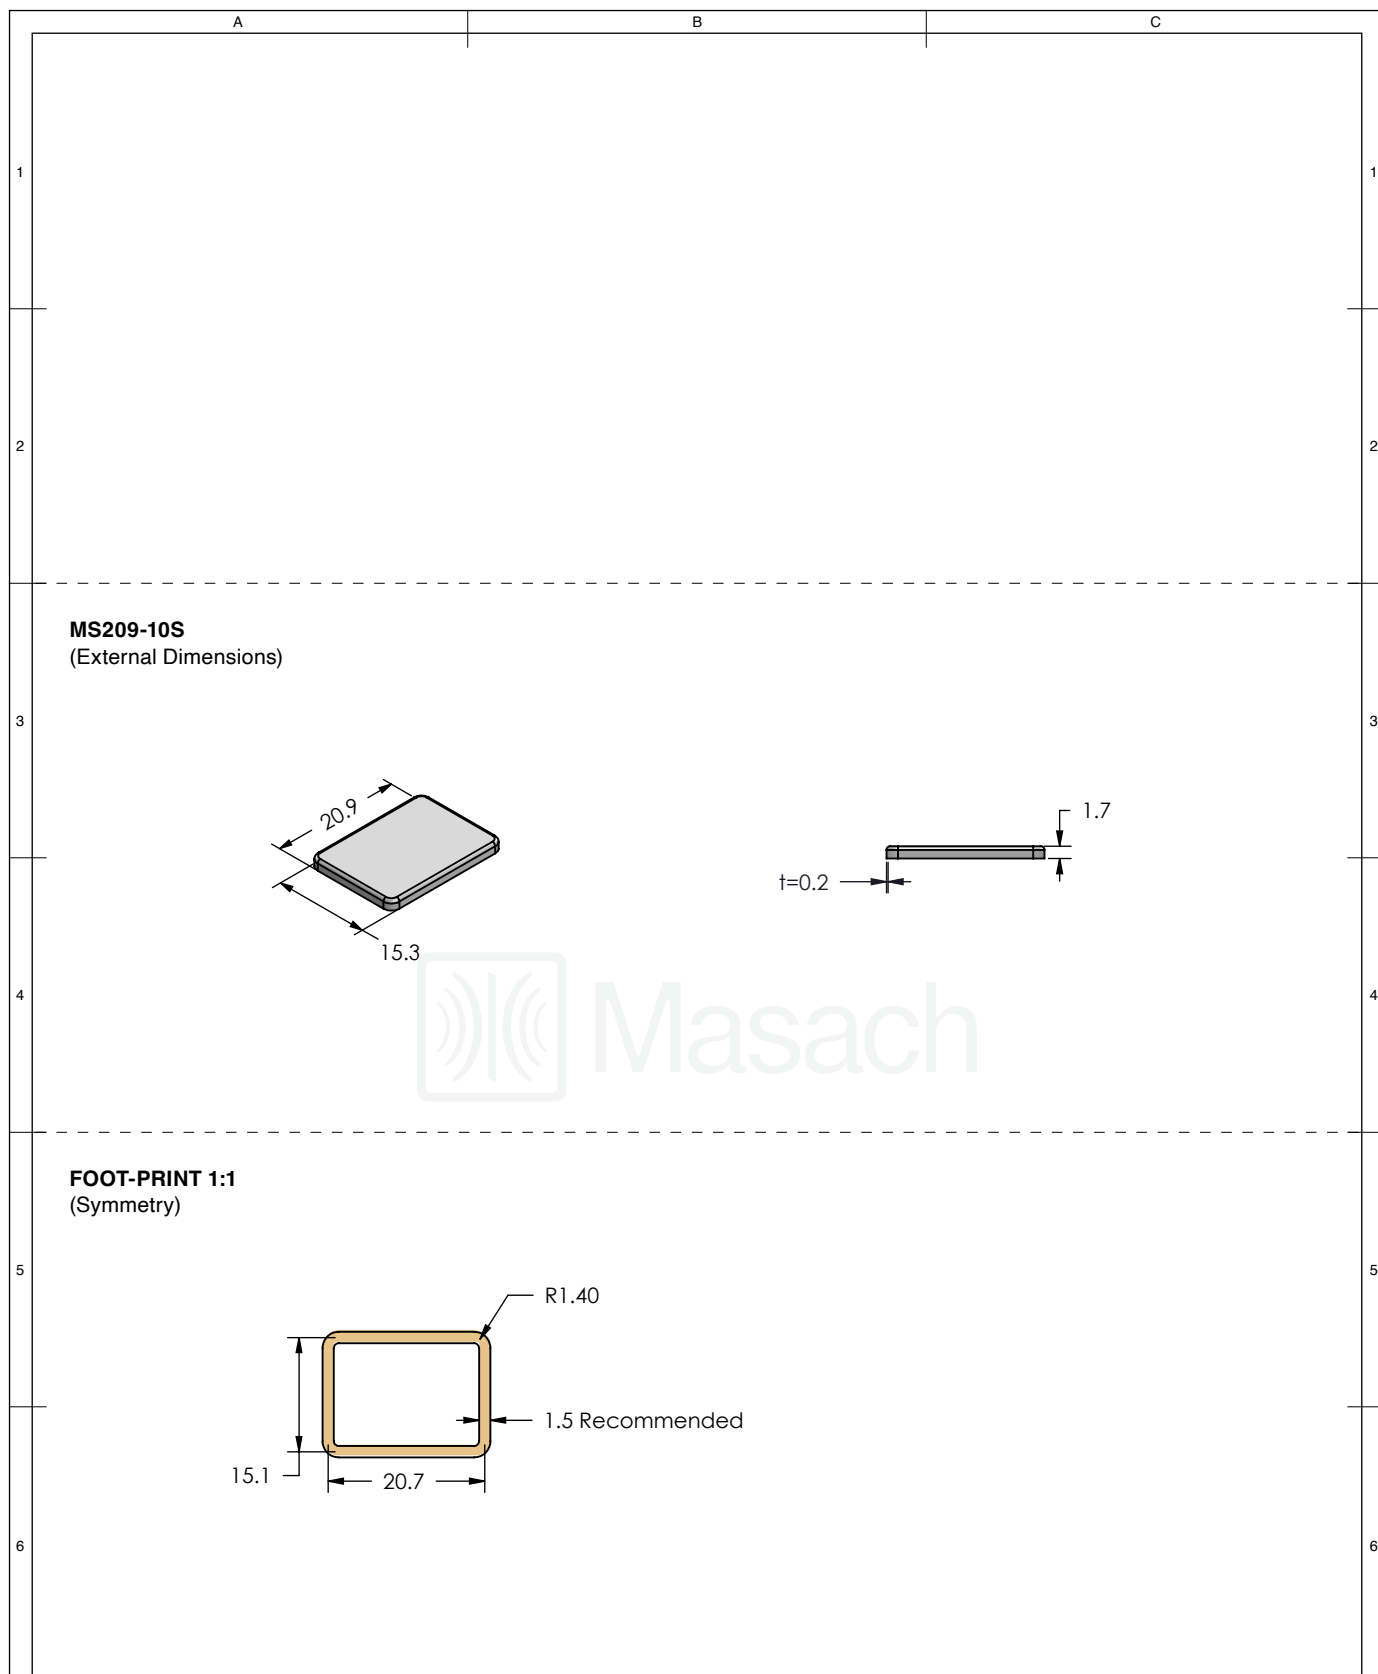 A B C
1 1
2 2
MS209-10S
(External Dimensions)
3 3
20.9
15.3
1.7
t=0.2
Masach
4 4
FOOT-PRINT 1:1
(Symmetry)
5 5
R1.40
1.5 Recommended
15.1
20.7
6 6